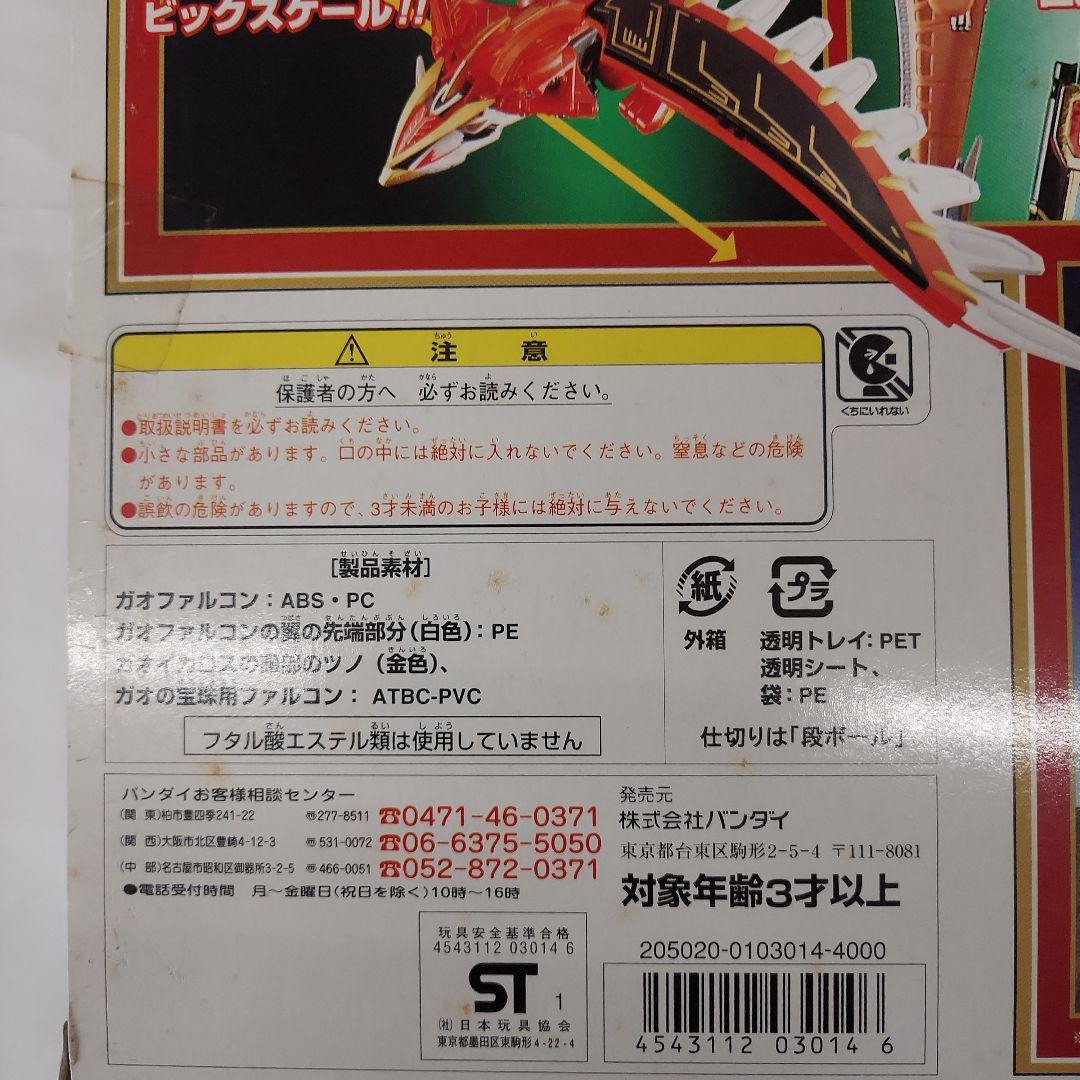 ビックスケール!!
注意
保護者の方へ 必ずお読みください。
●取扱説明書を必ずお読みください。
●小さな部品があります。口の中には絶対に入れないでください。窒息などの危険
があります。
●誤飲の危険がありますので、3才未満のお子様には絶対に与えないでください。
くちにいれない
[製品素材]
ガオファルコン：ABS・PC
ガオファルコンの翼の先端部分(白色)：PE
ガオイカロスの のツノ(金色)、
ガオの宝珠用ファルコン：ATBC-PVC
フタル酸エステル類は使用していません
紙
外箱
プラ
透明トレイ：PET
透明シート、
袋：PE
仕切りは「段ボール」
バンダイお客様相談センター
(関 東)柏市豊四季241-22 〠277-8511 ☎0471-46-0371
(関 西)大阪市北区豊崎4-12-3 〠531-0072 ☎06-6375-5050
(中 部)名古屋市昭和区御器所3-2-5 〠466-0051 ☎052-872-0371
●電話受付時間 月〜金曜日(祝日を除く)10時〜16時
発売元
株式会社バンダイ
東京都台東区駒形2-5-4 〒111-8081
対象年齢3才以上
玩具安全基準合格
4543112 03014 6
ST 1
(社)日本玩具協会
東京都墨田区東駒形4-22-4
205020-0103014-4000
4543112 030146